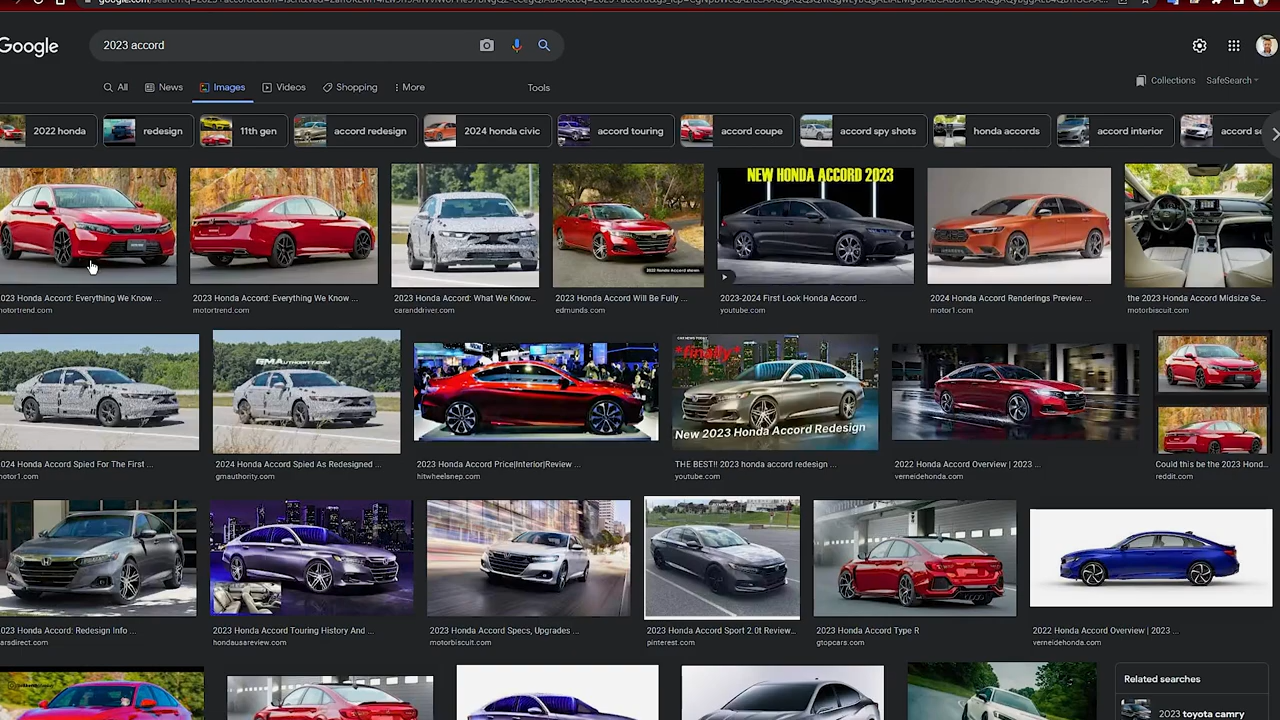 Google
2023 accord
All
News
Images
Videos
Shopping
More
Tools
Collections
SafeSearch
2022 honda
redesign
11th gen
accord redesign
2024 honda civic
accord touring
accord coupe
accord spy shots
honda accords
accord interior
NEW HONDA ACCORD 2023
2023 Honda Accord: Everything We Know ...
motortrend.com
2023 Honda Accord: Everything We Know ...
motortrend.com
2023 Honda Accord: What We Know...
caranddriver.com
2023 Honda Accord Will Be Fully ...
edmunds.com
2023-2024 First Look Honda Accord ...
youtube.com
2024 Honda Accord Renderings Preview ...
motor1.com
the 2023 Honda Accord Midsize Se...
motorbiscuit.com
GMAUTHORITY.COM
*finally*
New 2023 Honda Accord Redesign
2024 Honda Accord Spied For The First ...
motor1.com
2024 Honda Accord Spied As Redesigned ...
gmauthority.com
2023 Honda Accord Price|Interior|Review ...
hitwheelsnep.com
THE BEST!! 2023 honda accord redesign ...
youtube.com
2022 Honda Accord Overview | 2023 ...
verneidehonda.com
Could this be the 2023 Hond...
reddit.com
2023 Honda Accord: Redesign Info ...
carsdirect.com
2023 Honda Accord Touring History And ...
hondausareview.com
2023 Honda Accord Specs, Upgrades ...
motorbiscuit.com
2023 Honda Accord Sport 2.0t Review...
pinterest.com
2023 Honda Accord Type R
gtopcars.com
2022 Honda Accord Overview | 2023 ...
verneidehonda.com
Related searches
2023 toyota camry